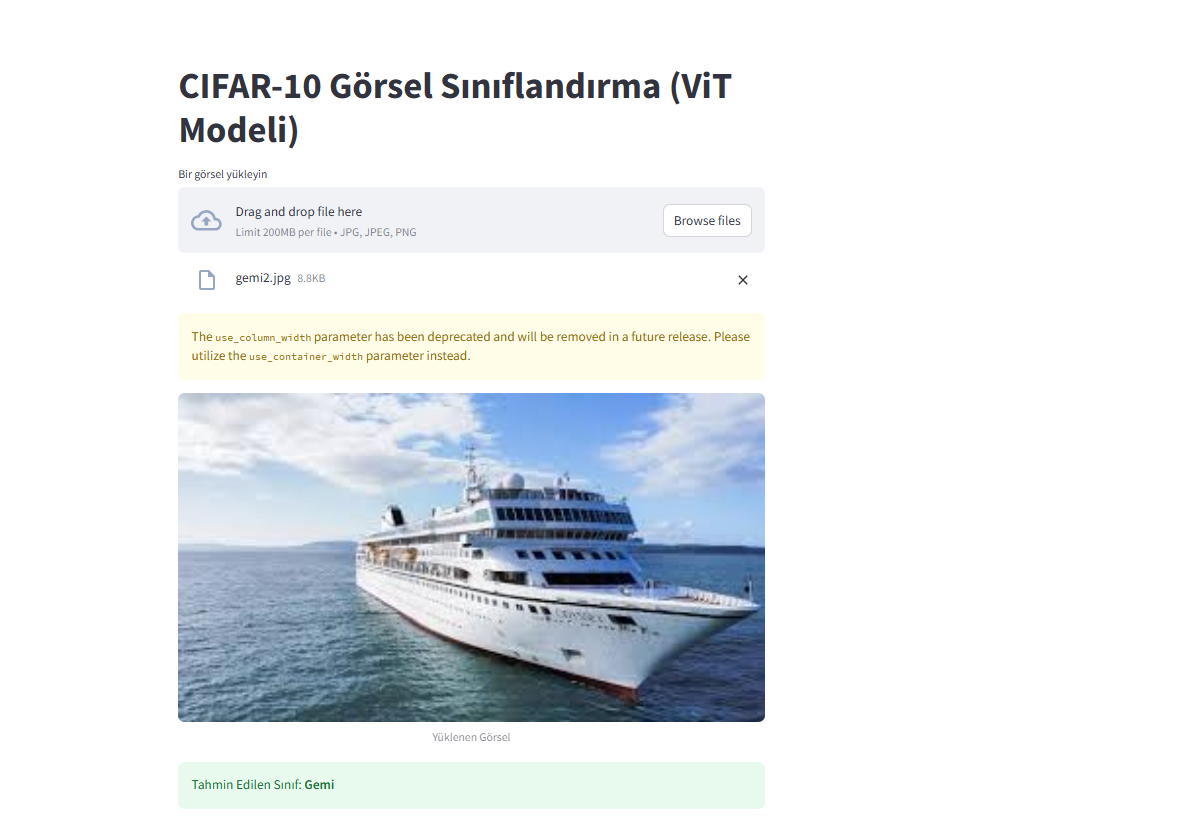 CIFAR-10 Görsel Sınıflandırma (ViT
Modeli)
Bir görsel yükleyin
Drag and drop file here
Limit 200MB per file • JPG, JPEG, PNG
Browse files
gemi2.jpg 8.8KB
The use_column_width parameter has been deprecated and will be removed in a future release. Please
utilize the use_container_width parameter instead.
Yüklenen Görsel
Tahmin Edilen Sınıf: Gemi